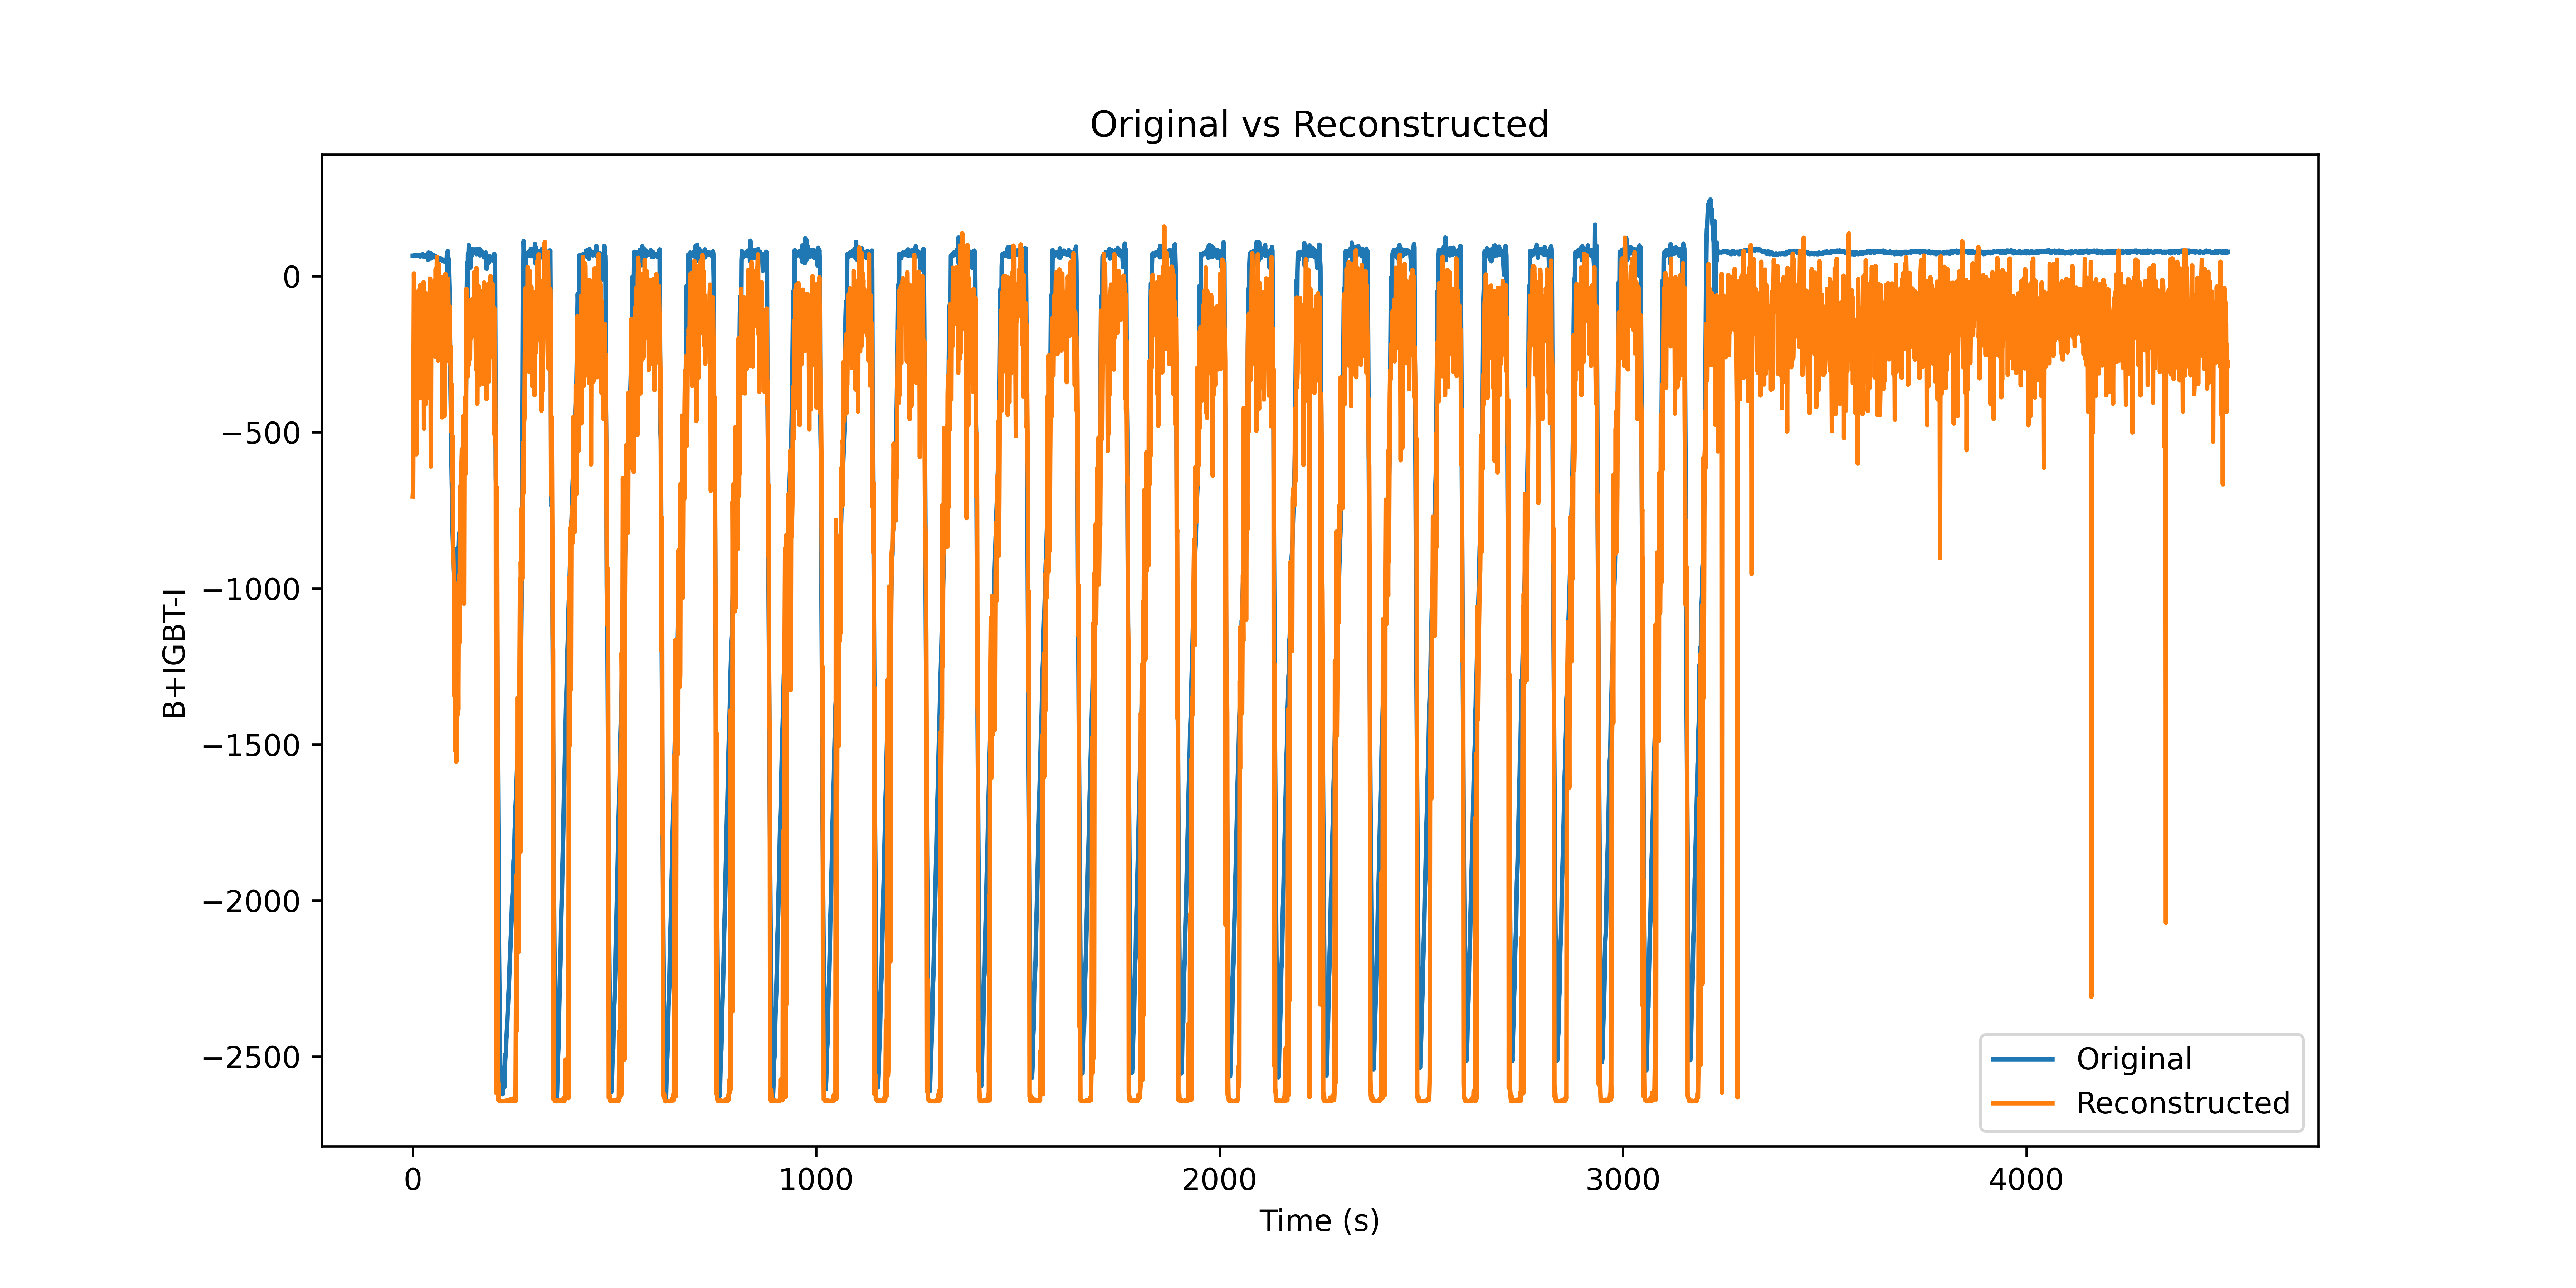 Original vs Reconstructed
B+IGBT-I
0
−500
−1000
−1500
−2000
−2500
0
1000
2000
3000
4000
Time (s)
Original
Reconstructed